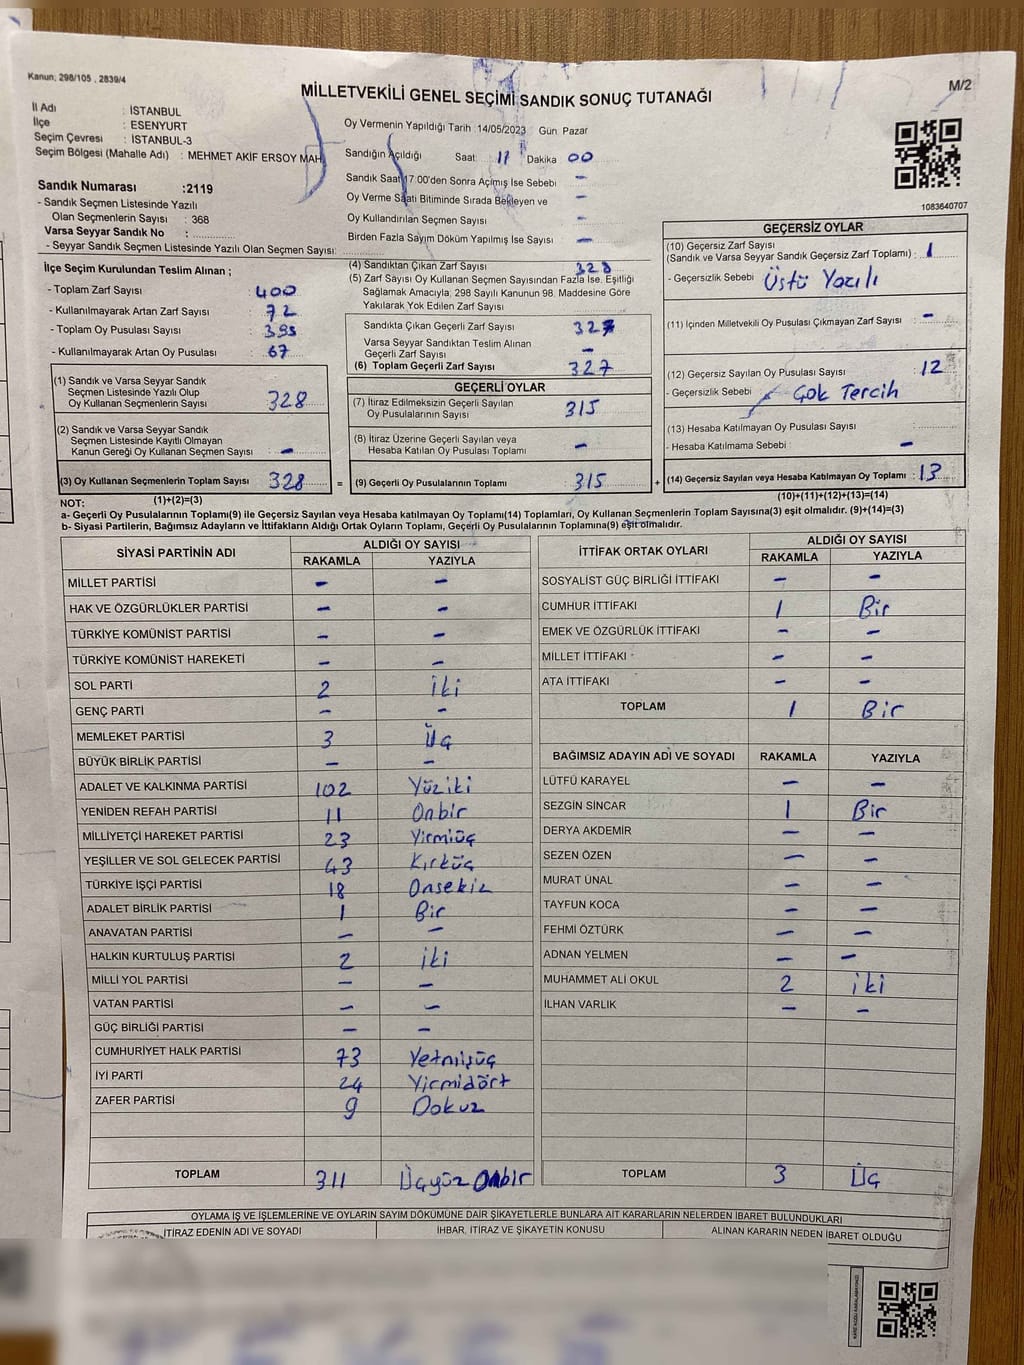 Kanun; 298/105 , 2839/4
M/2
MİLLETVEKİLİ GENEL SEÇİMİ SANDIK SONUÇ TUTANAĞI
İl Adı : İSTANBUL
İlçe : ESENYURT
Seçim Çevresi : İSTANBUL-3
Seçim Bölgesi (Mahalle Adı) : MEHMET AKİF ERSOY MAH
Sandık Numarası :2119
- Sandık Seçmen Listesinde Yazılı
Olan Seçmenlerin Sayısı : 368
Varsa Seyyar Sandık No :
- Seyyar Sandık Seçmen Listesinde Yazılı Olan Seçmen Sayısı:
Oy Vermenin Yapıldığı Tarih :14/05/2023 Gün Pazar
Sandığın Açıldığı Saat: 17 Dakika 00
Sandık Saat 17:00'den Sonra Açımış İse Sebebi -
Oy Verme Saati Bitiminde Sırada Bekleyen ve -
Oy Kullandırılan Seçmen Sayısı -
Birden Fazla Sayım Döküm Yapılmış İse Sayısı -
1083640707
İlçe Seçim Kurulundan Teslim Alınan ;
- Toplam Zarf Sayısı : 400
- Kullanılmayarak Artan Zarf Sayısı : 72
- Toplam Oy Pusulası Sayısı : 395
- Kullanılmayarak Artan Oy Pusulası : 67
(1) Sandık ve Varsa Seyyar Sandık
Seçmen Listesinde Yazılı Olup
Oy Kullanan Seçmenlerin Sayısı : 328
(2) Sandık ve Varsa Seyyar Sandık
Seçmen Listesinde Kayıtlı Olmayan
Kanun Gereği Oy Kullanan Seçmen Sayısı : -
(3) Oy Kullanan Seçmenlerin Toplam Sayısı : 328
(4) Sandıktan Çıkan Zarf Sayısı 328
(5) Zarf Sayısı Oy Kullanan Seçmen Sayısından Fazla İse, Eşitliği
Sağlamak Amacıyla, 298 Sayılı Kanunun 98. Maddesine Göre
Yakılarak Yok Edilen Zarf Sayısı
Sandıkta Çıkan Geçerli Zarf Sayısı 327
Varsa Seyyar Sandıktan Teslim Alınan
Geçerli Zarf Sayısı -
(6) Toplam Geçerli Zarf Sayısı 327
GEÇERLİ OYLAR
(7) İtiraz Edilmeksizin Geçerli Sayılan
Oy Pusulalarının Sayısı 315
(8) İtiraz Üzerine Geçerli Sayılan veya
Hesaba Katılan Oy Pusulası Toplamı -
= (9) Geçerli Oy Pusulalarının Toplamı 315 +
GEÇERSİZ OYLAR
(10) Geçersiz Zarf Sayısı
(Sandık ve Varsa Seyyar Sandık Geçersiz Zarf Toplamı) : 1
- Geçersizlik Sebebi : Üstü Yazılı
(11) İçinden Milletvekili Oy Pusulası Çıkmayan Zarf Sayısı : -
(12) Geçersiz Sayılan Oy Pusulası Sayısı : 12
- Geçersizlik Sebebi Çok Tercih
(13) Hesaba Katılmayan Oy Pusulası Sayısı :
- Hesaba Katılmama Sebebi : -
(14) Geçersiz Sayılan veya Hesaba Katılmayan Oy Toplamı : 13
NOT: (1)+(2)=(3) (10)+(11)+(12)+(13)=(14)
a- Geçerli Oy Pusulalarının Toplamı(9) ile Geçersiz Sayılan veya Hesaba Katılmayan Oy Toplamı(14) Toplamları, Oy Kullanan Seçmenlerin Toplam Sayısına(3) eşit olmalıdır. (9)+(14)=(3)
b- Siyasi Partilerin, Bağımsız Adayların ve İttifakların Aldığı Ortak Oyların Toplamı, Geçerli Oy Pusulalarının Toplamına(9) eşit olmalıdır.
SİYASİ PARTİNİN ADI ALDIĞI OY SAYISI
RAKAMLA YAZIYLA
MİLLET PARTİSİ - -
HAK VE ÖZGÜRLÜKLER PARTİSİ - -
TÜRKİYE KOMÜNİST PARTİSİ - -
TÜRKİYE KOMÜNİST HAREKETİ - -
SOL PARTİ 2 İki
GENÇ PARTİ - -
MEMLEKET PARTİSİ 3 Üç
BÜYÜK BİRLİK PARTİSİ - -
ADALET VE KALKINMA PARTİSİ 102 Yüziki
YENİDEN REFAH PARTİSİ 11 Onbir
MİLLİYETÇİ HAREKET PARTİSİ 23 Yirmiüç
YEŞİLLER VE SOL GELECEK PARTİSİ 43 Kırküç
TÜRKİYE İŞÇİ PARTİSİ 18 Onsekiz
ADALET BİRLİK PARTİSİ 1 Bir
ANAVATAN PARTİSİ - -
HALKIN KURTULUŞ PARTİSİ 2 iki
MİLLİ YOL PARTİSİ - -
VATAN PARTİSİ - -
GÜÇ BİRLİĞİ PARTİSİ - -
CUMHURİYET HALK PARTİSİ 73 Yetmişüç
İYİ PARTİ 24 Yirmidört
ZAFER PARTİSİ 9 Dokuz
TOPLAM 311 Üçyüz Onbir
İTTİFAK ORTAK OYLARI ALDIĞI OY SAYISI
RAKAMLA YAZIYLA
SOSYALİST GÜÇ BİRLİĞİ İTTİFAKI - -
CUMHUR İTTİFAKI 1 Bir
EMEK VE ÖZGÜRLÜK İTTİFAKI - -
MİLLET İTTİFAKI - -
ATA İTTİFAKI - -
TOPLAM 1 Bir
BAĞIMSIZ ADAYIN ADI VE SOYADI RAKAMLA YAZIYLA
LÜTFÜ KARAYEL - -
SEZGİN SİNCAR 1 Bir
DERYA AKDEMİR - -
SEZEN ÖZEN - -
MURAT ÜNAL - -
TAYFUN KOCA - -
FEHMİ ÖZTÜRK - -
ADNAN YELMEN - -
MUHAMMET ALİ OKUL 2 iki
İLHAN VARLIK - -
TOPLAM 3 Üç
OYLAMA İŞ VE İŞLEMLERİNE VE OYLARIN SAYIM DÖKÜMÜNE DAİR ŞİKAYETLERLE BUNLARA AİT KARARLARIN NELERDEN İBARET BULUNDUKLARI
İTİRAZ EDENİN ADI VE SOYADI İHBAR, İTİRAZ VE ŞİKAYETİN KONUSU ALINAN KARARIN NEDEN İBARET OLDUĞU